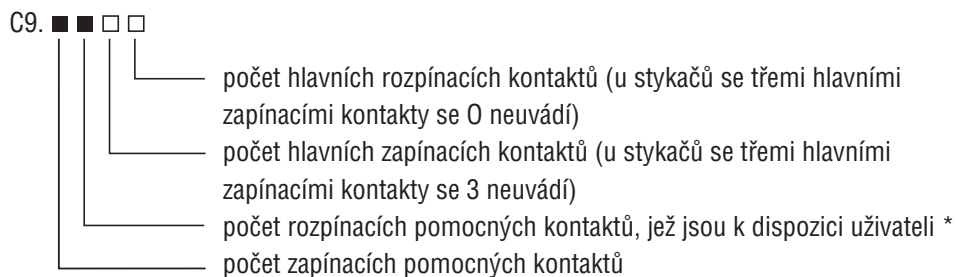 C9. ■ ■ □ □
počet hlavních rozpínacích kontaktů (u stykačů se třemi hlavními
zapínacími kontakty se O neuvádí)
počet hlavních zapínacích kontaktů (u stykačů se třemi hlavními
zapínacími kontakty se 3 neuvádí)
počet rozpínacích pomocných kontaktů, jež jsou k dispozici uživateli *
počet zapínacích pomocných kontaktů